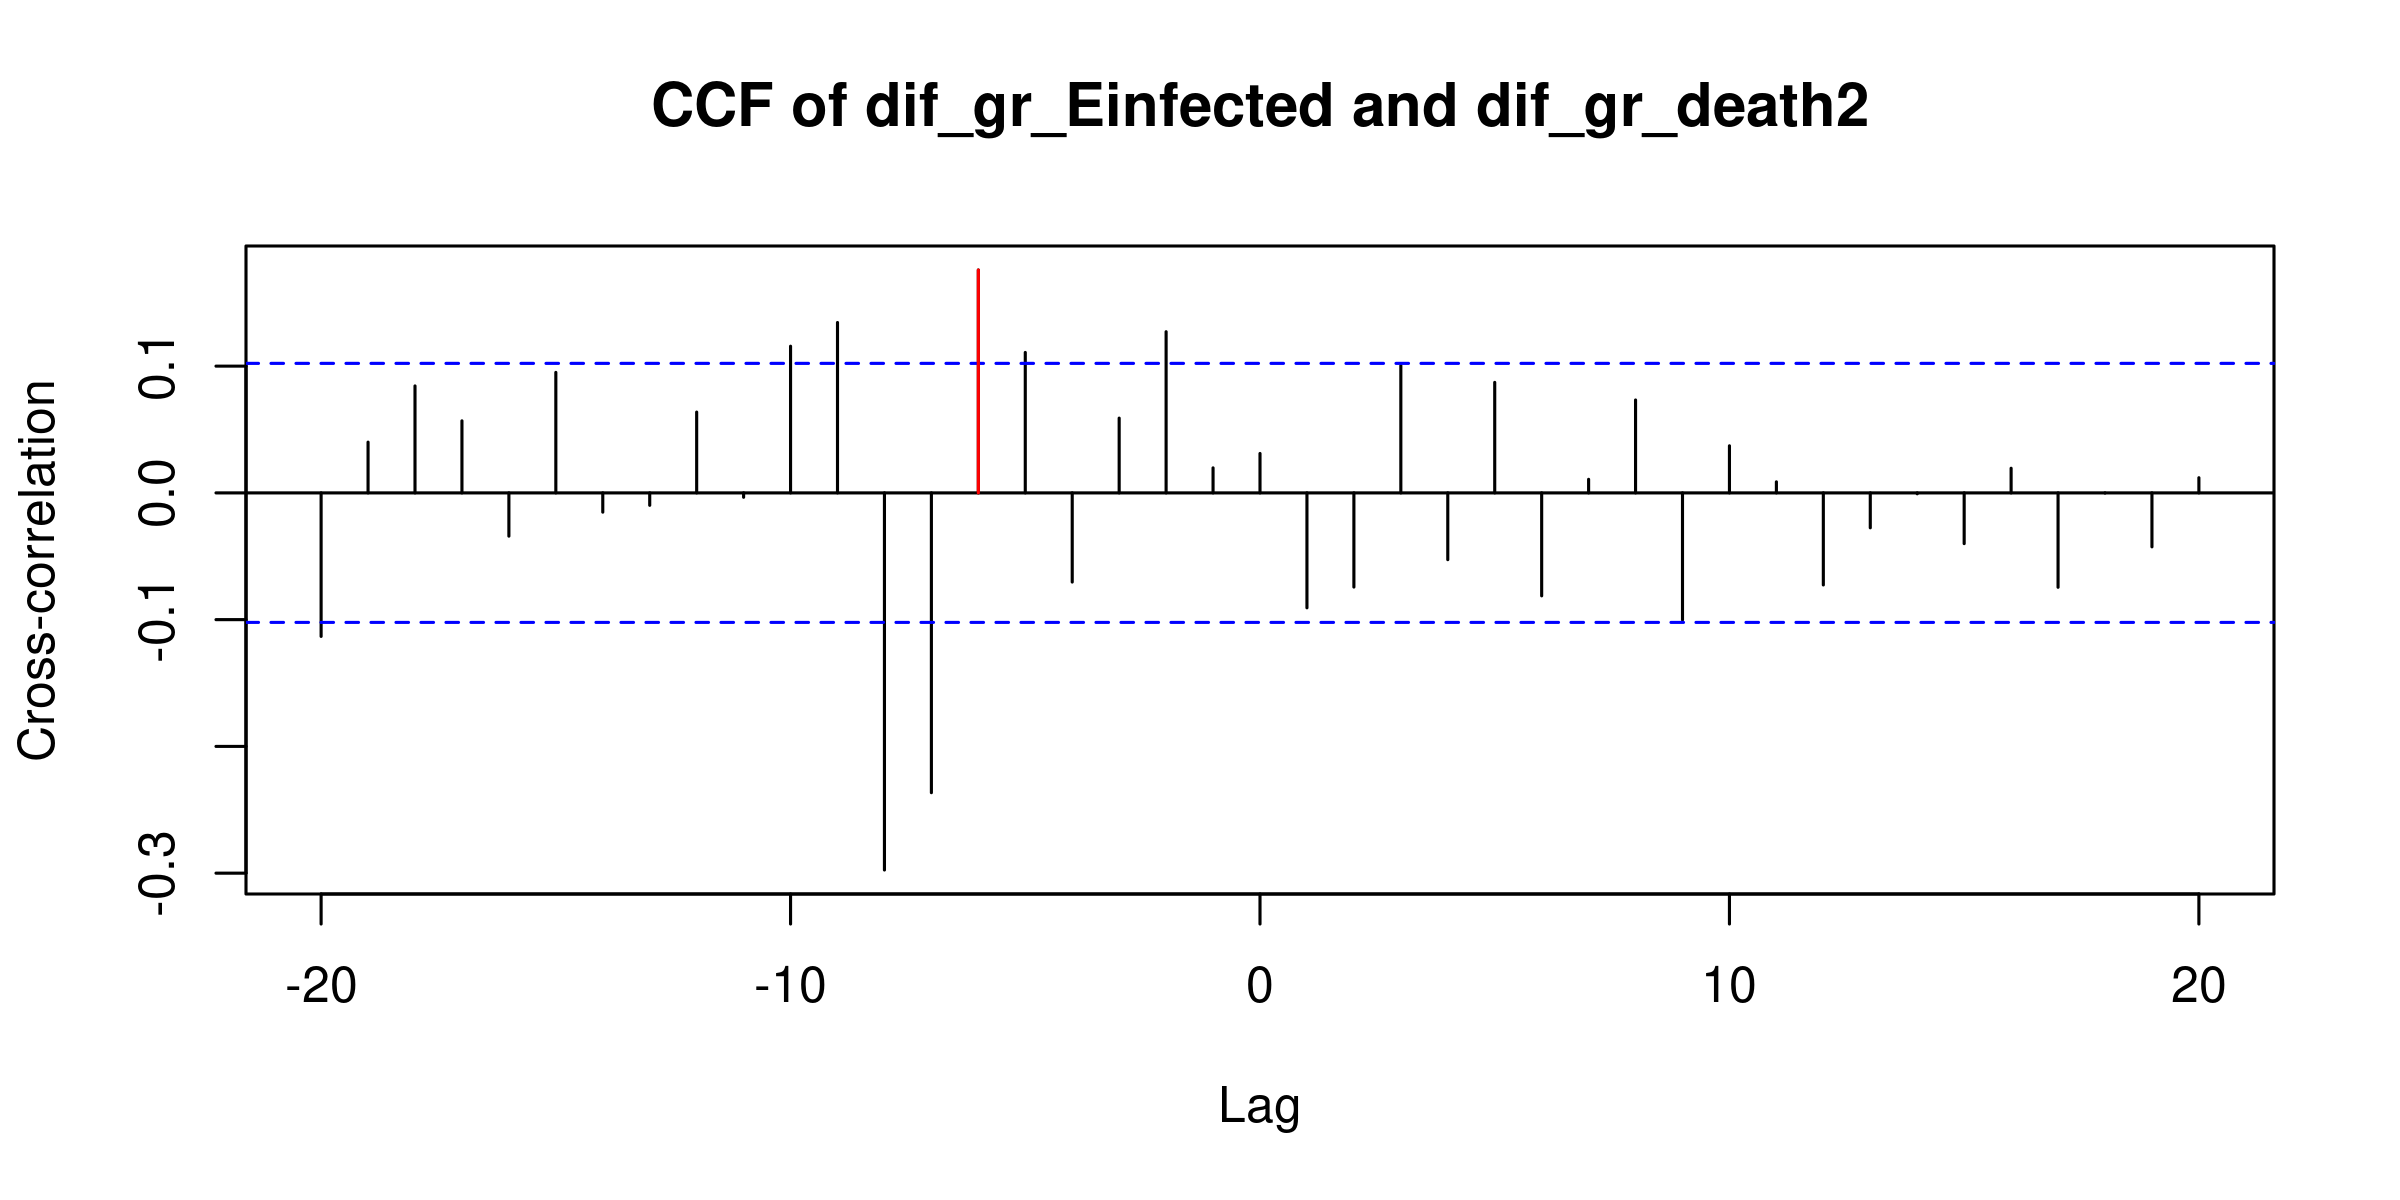 CCF of dif_gr_Einfected and dif_gr_death2
Cross-correlation
0.1
0.0
-0.1
-0.3
-20 -10 0 10 20
Lag